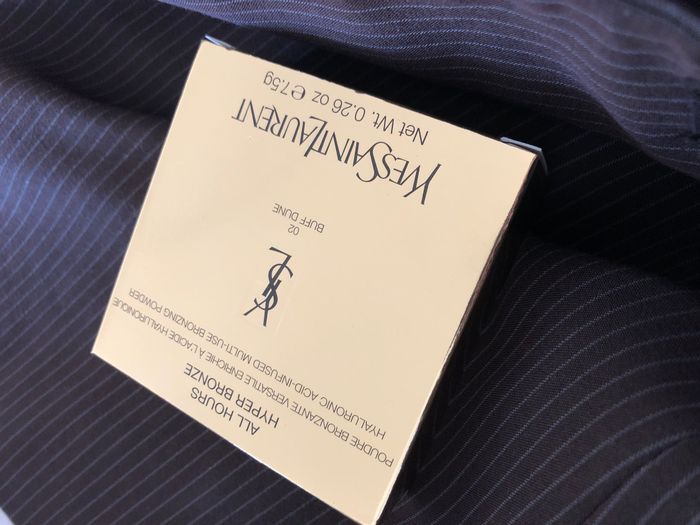 ALL HOURS
HYPER BRONZE
POUDRE BRONZANTE VERSATILE ENRICHIE À L'ACIDE HYALURONIQUE
HYALURONIC ACID-INFUSED MULTI-USE BRONZING POWDER
YSL
02
BUFF DUNE
YVESSAINTLAURENT
Net Wt. 0.26 oz ℮ 7.5g